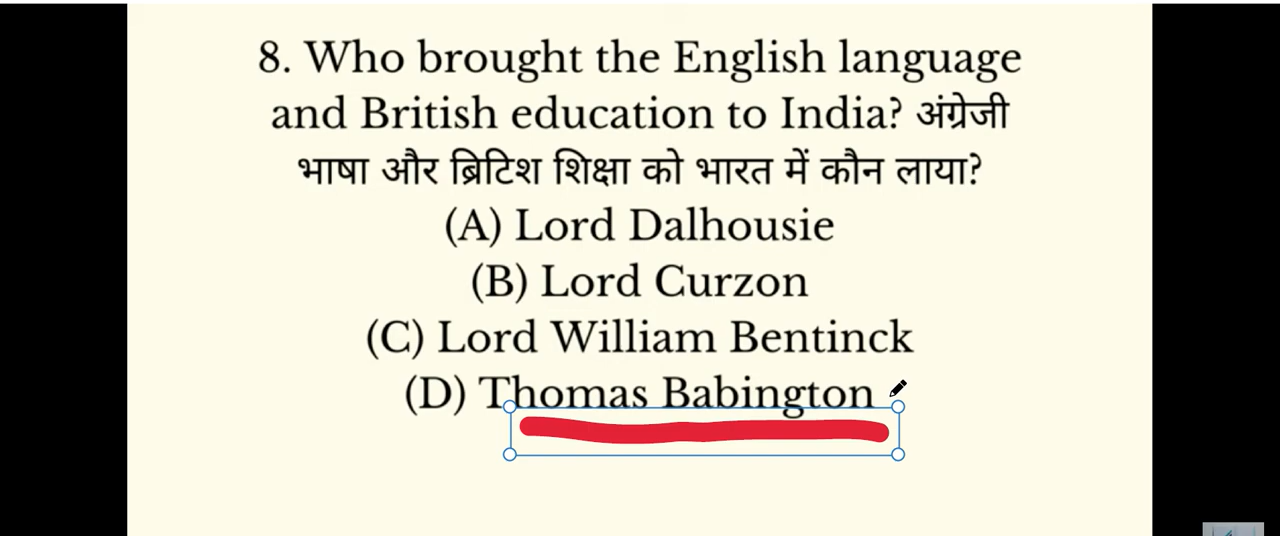 8. Who brought the English language
and British education to India? अंग्रेजी
भाषा और ब्रिटिश शिक्षा को भारत में कौन लाया?
(A) Lord Dalhousie
(B) Lord Curzon
(C) Lord William Bentinck
(D) Thomas Babington